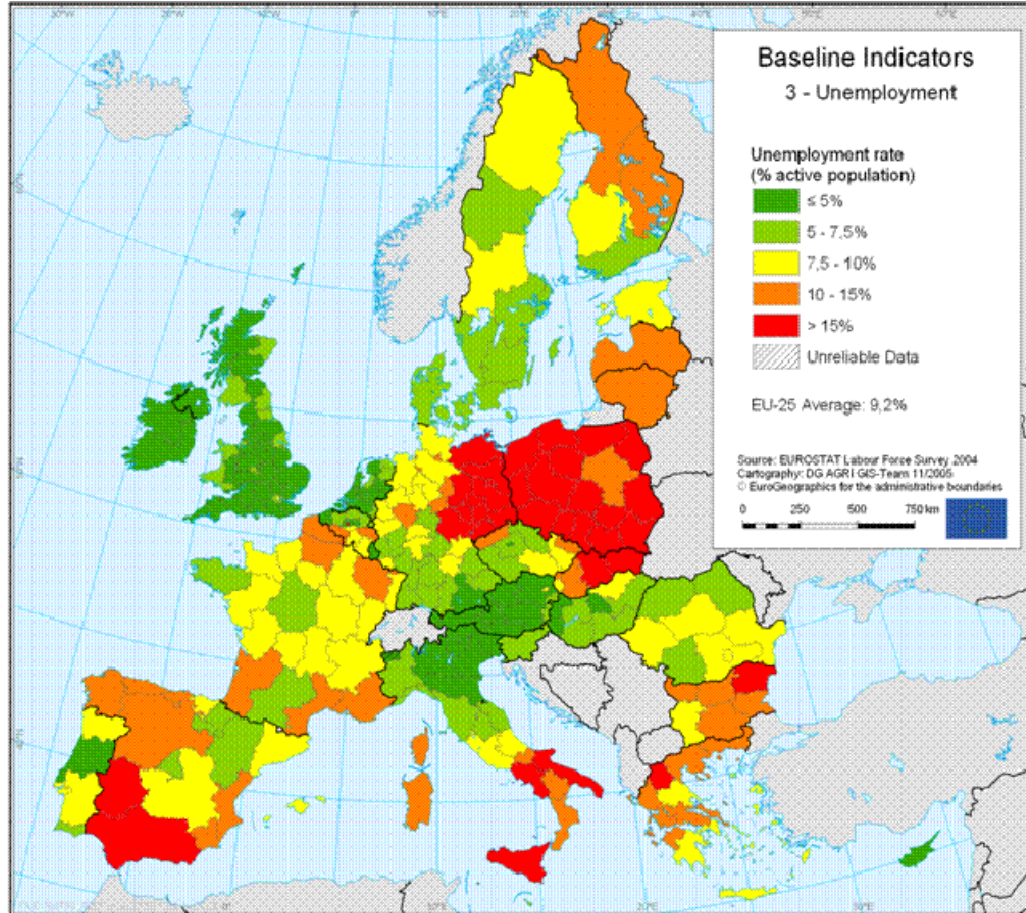 Baseline Indicators
3 - Unemployment
Unemployment rate
(% active population)
≤ 5%
5 - 7,5%
7,5 - 10%
10 - 15%
> 15%
Unreliable Data
EU-25 Average: 9,2%
Source: EUROSTAT Labour Force Survey 2004
Cartography: DG AGRI GIS-Team 11/2005
© EuroGeographics for the administrative boundaries
0 250 500 750 km